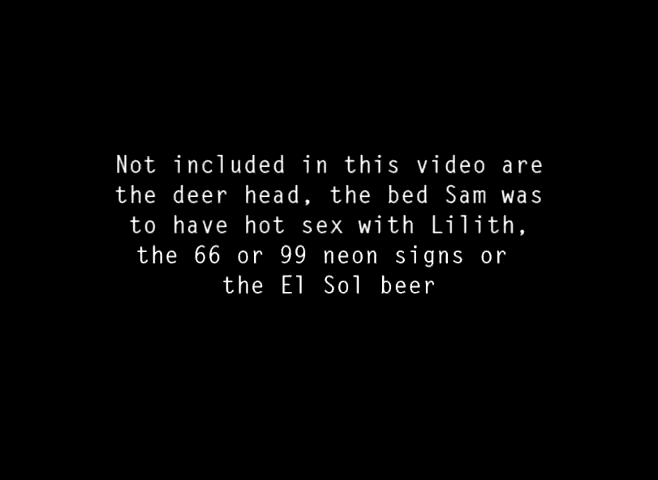 Not included in this video are
the deer head, the bed Sam was
to have hot sex with Lilith,
the 66 or 99 neon signs or
the El Sol beer